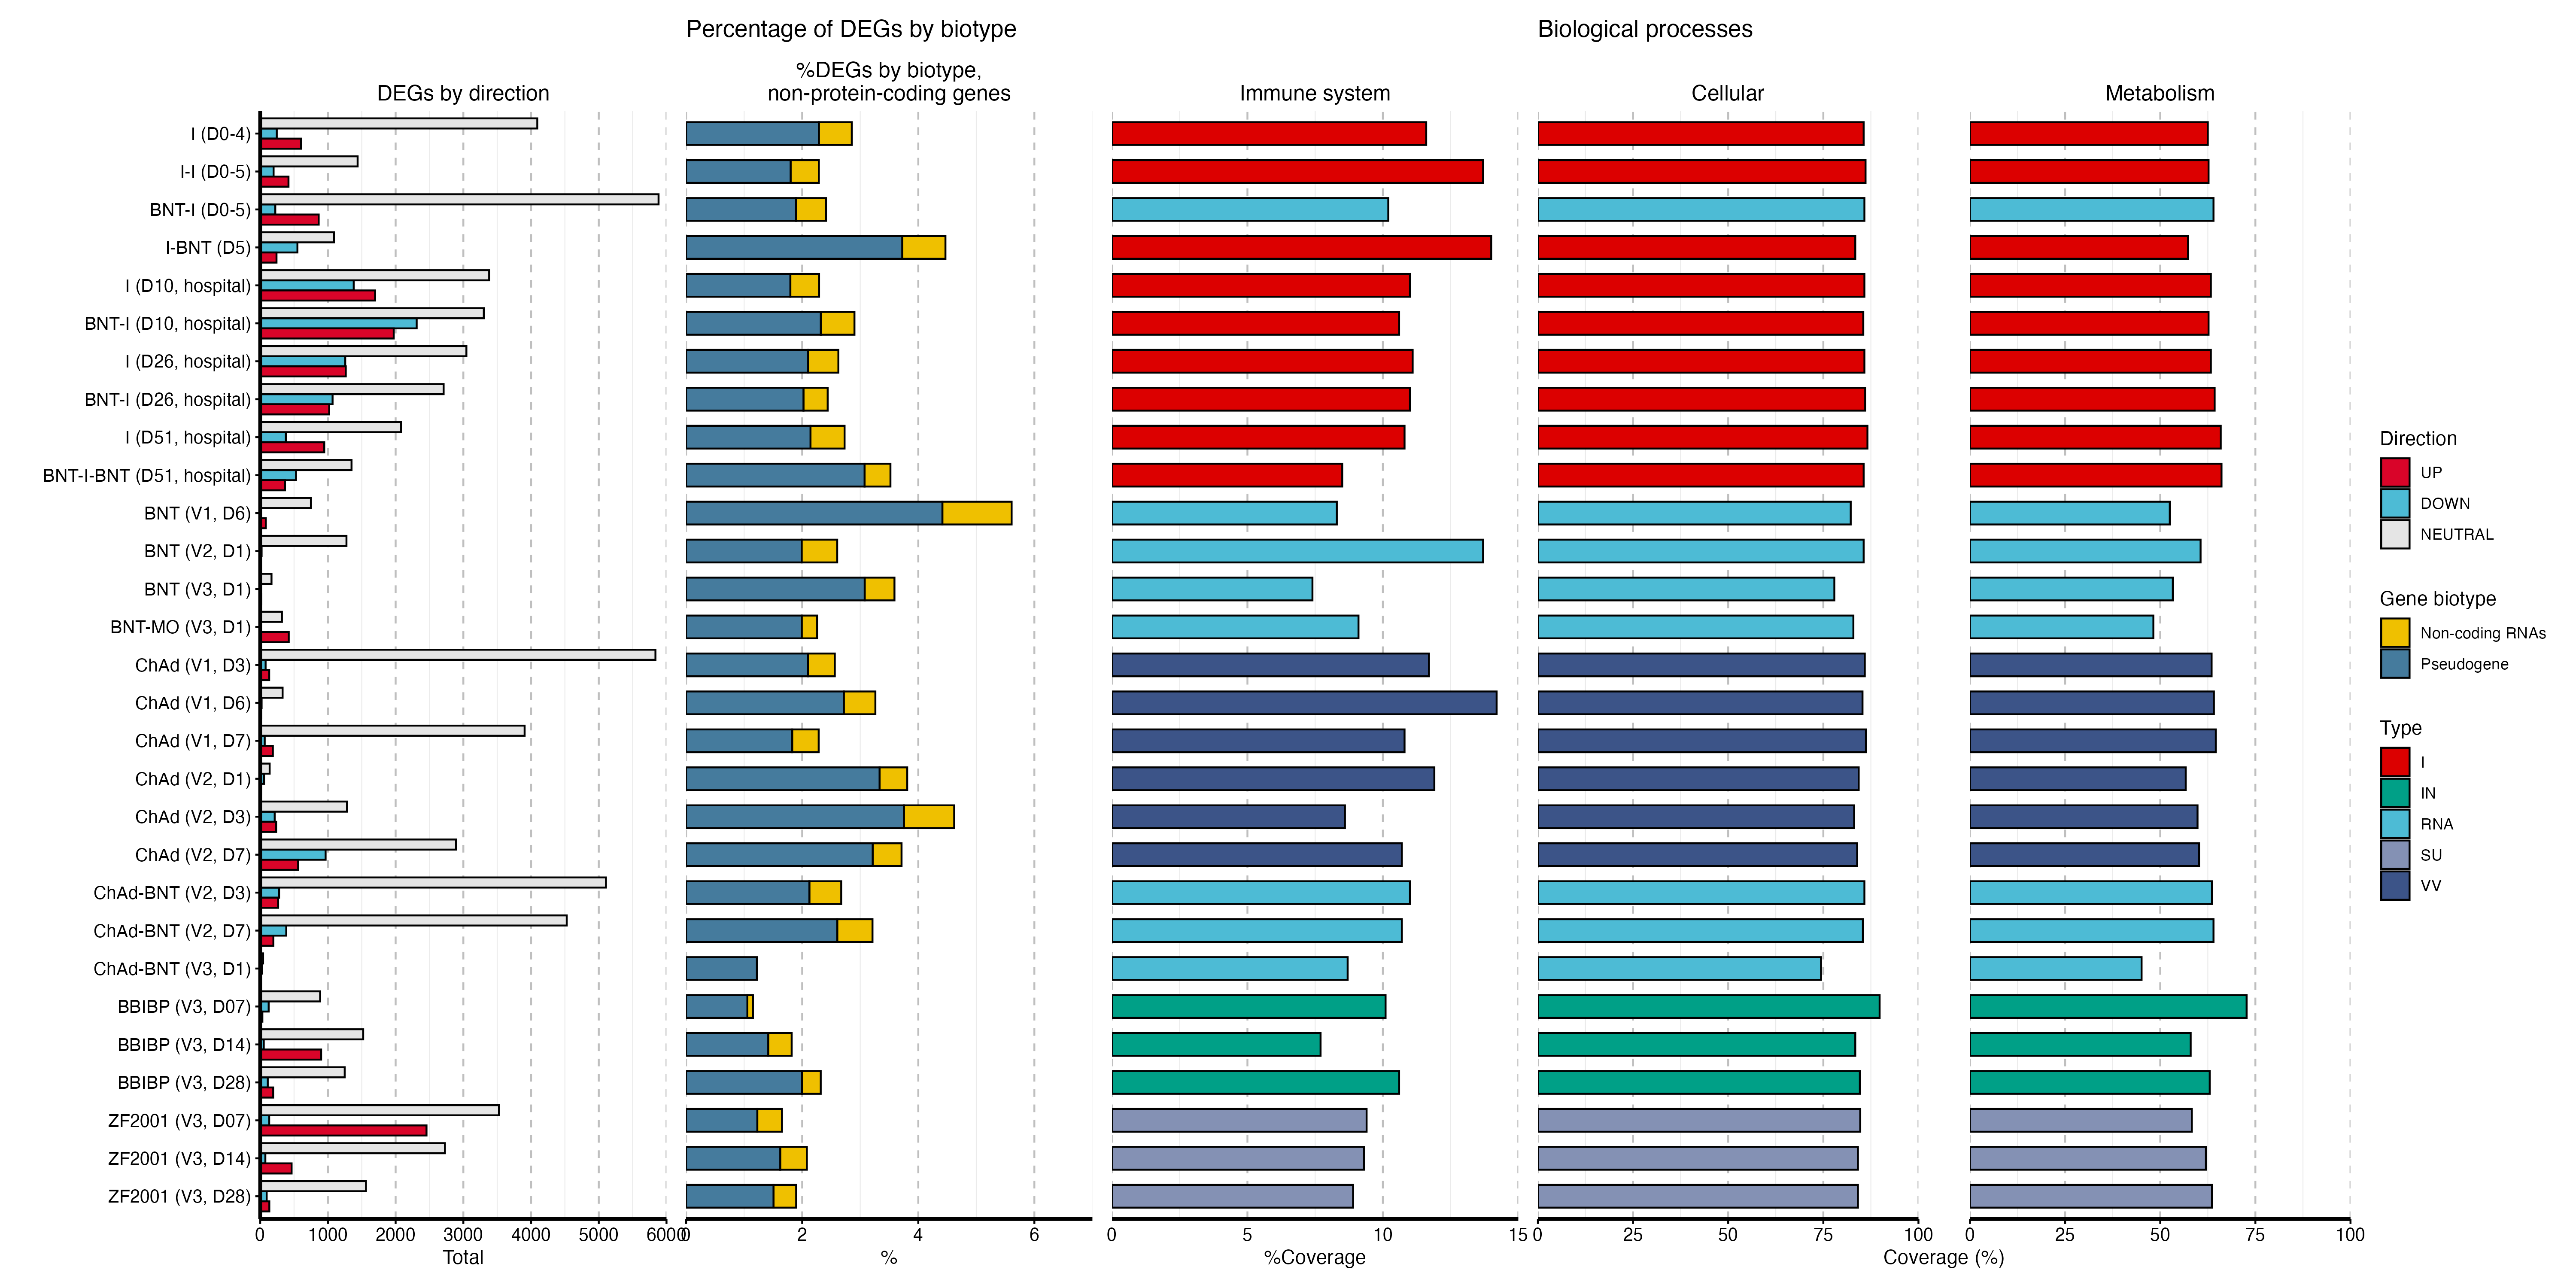 Percentage of DEGs by biotype
Biological processes
DEGs by direction
%DEGs by biotype,
non-protein-coding genes
Immune system
Cellular
Metabolism
I (D0-4)
I-I (D0-5)
BNT-I (D0-5)
I-BNT (D5)
I (D10, hospital)
BNT-I (D10, hospital)
I (D26, hospital)
BNT-I (D26, hospital)
I (D51, hospital)
BNT-I-BNT (D51, hospital)
BNT (V1, D6)
BNT (V2, D1)
BNT (V3, D1)
BNT-MO (V3, D1)
ChAd (V1, D3)
ChAd (V1, D6)
ChAd (V1, D7)
ChAd (V2, D1)
ChAd (V2, D3)
ChAd (V2, D7)
ChAd-BNT (V2, D3)
ChAd-BNT (V2, D7)
ChAd-BNT (V3, D1)
BBIBP (V3, D07)
BBIBP (V3, D14)
BBIBP (V3, D28)
ZF2001 (V3, D07)
ZF2001 (V3, D14)
ZF2001 (V3, D28)
0 1000 2000 3000 4000 5000 6000
Total
0 2 4 6
%
0 5 10 15
%Coverage
0 25 50 75 100
0 25 50 75 100
Coverage (%)
Direction
UP
DOWN
NEUTRAL
Gene biotype
Non-coding RNAs
Pseudogene
Type
I
IN
RNA
SU
VV